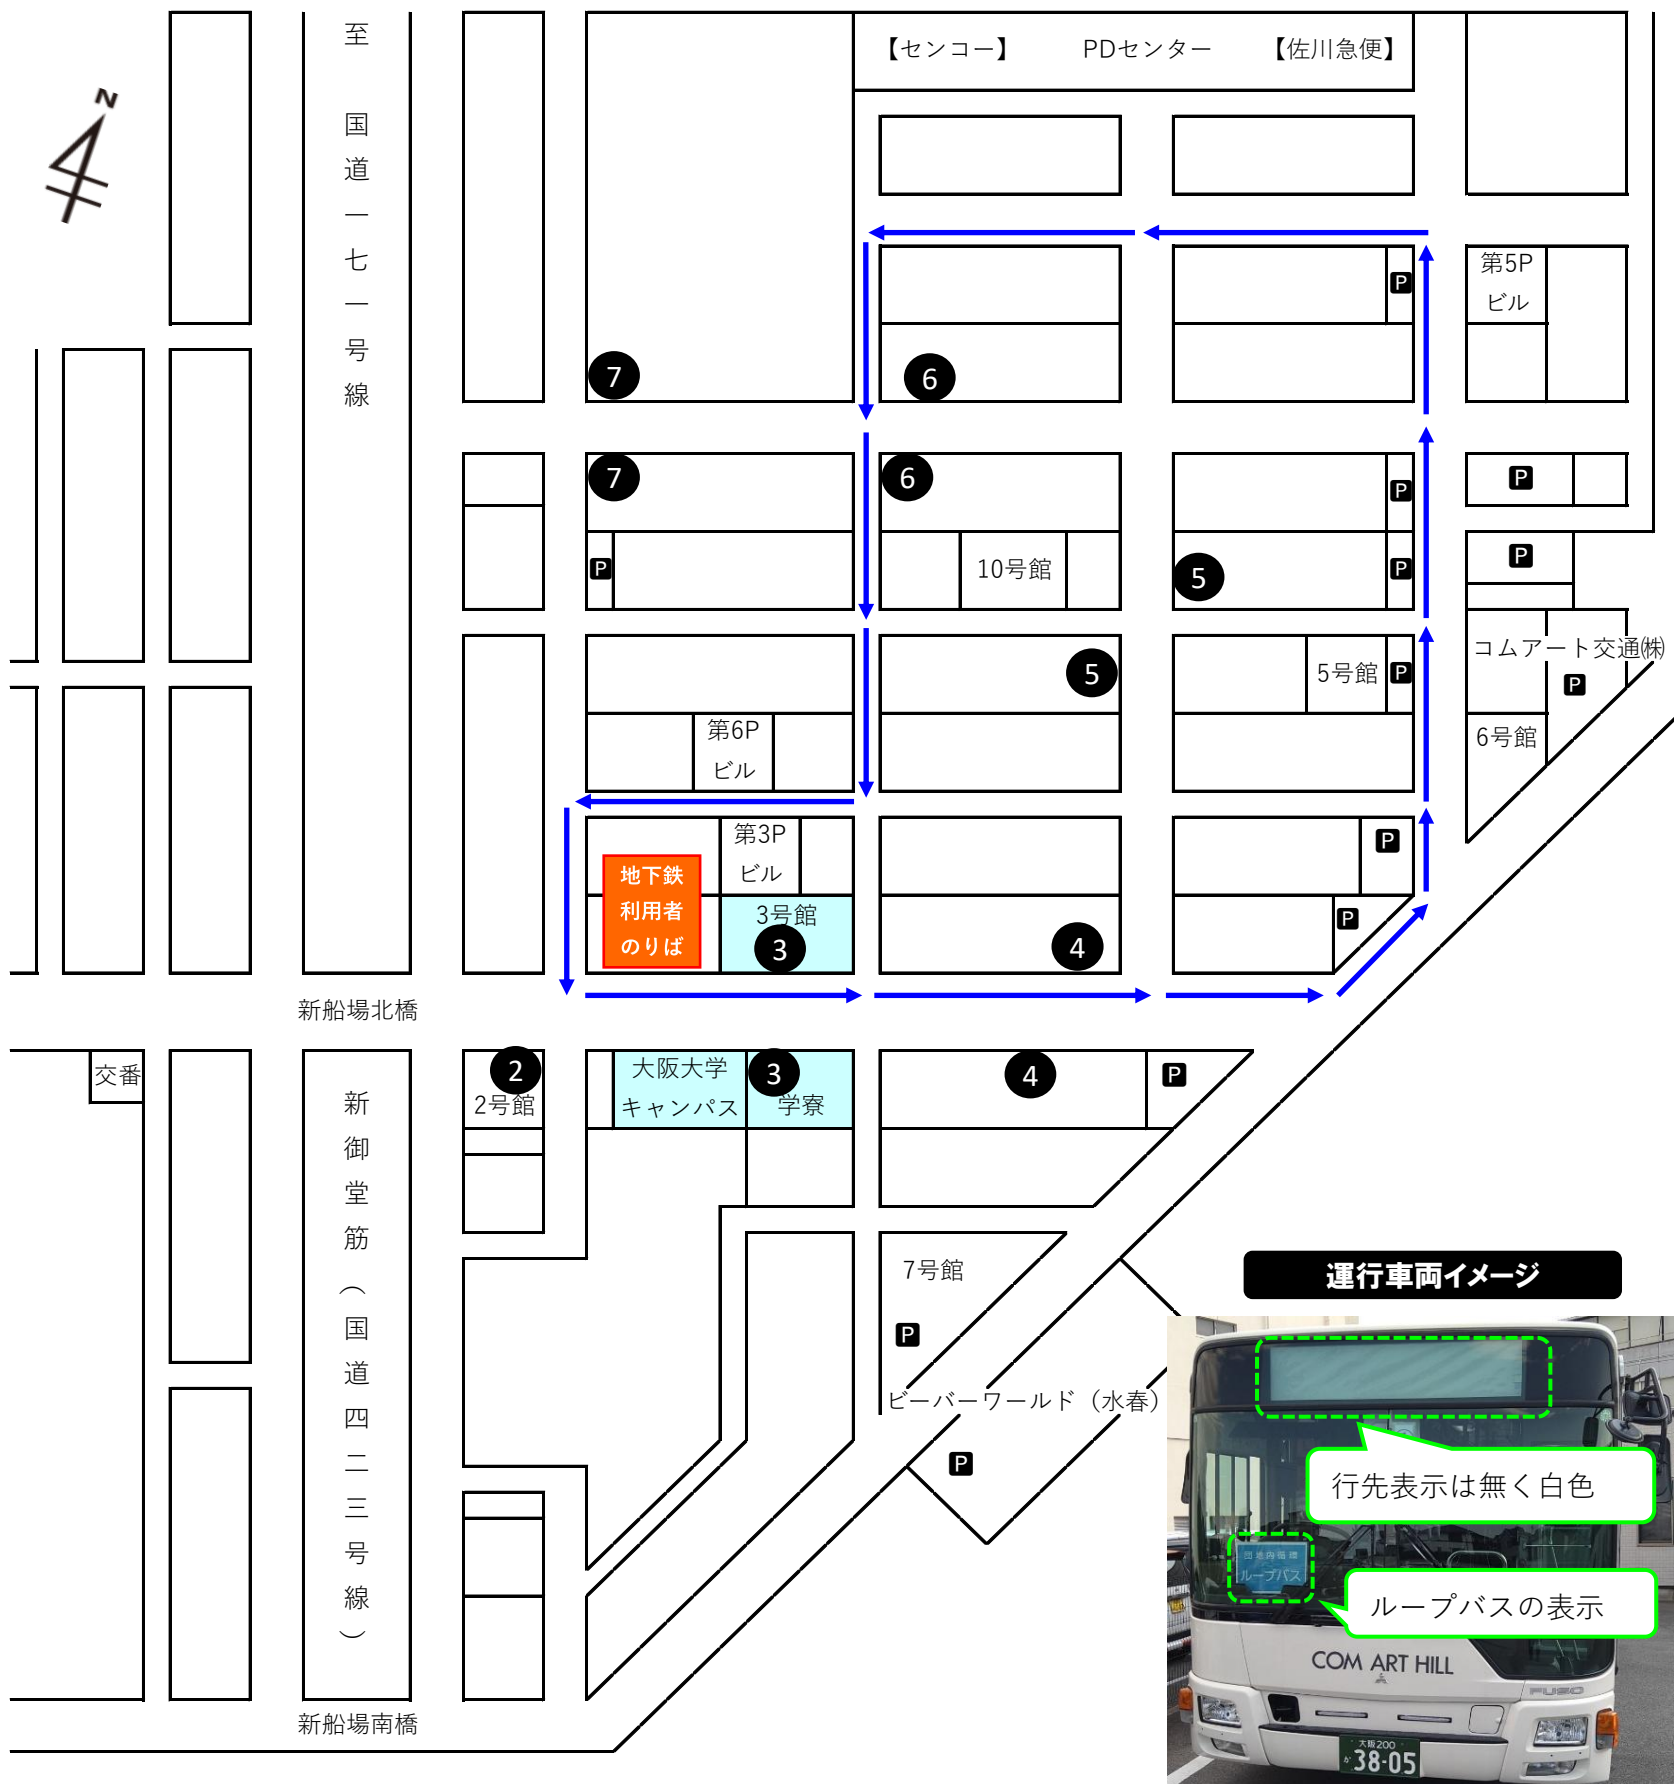 【センコー】 PDセンター 【佐川急便】
至 国道一七一号線
N
P
第5P
ビル
7
6
7
6
P
P
P
10号館
5
P
P
コムアート交通㈱
5
5号館
P
P
第6P
ビル
6号館
第3P
ビル
P
地下鉄
利用者
のりば
3号館
3
4
P
新船場北橋
交番
2
2号館
大阪大学
キャンパス
3
学寮
4
P
新御堂筋（国道四二三号線）
7号館
P
ビーバーワールド（水春）
P
新船場南橋
運行車両イメージ
行先表示は無く白色
団地内循環
ループバス
ループバスの表示
COM ART HILL
FUSO
大阪200
か 38-05